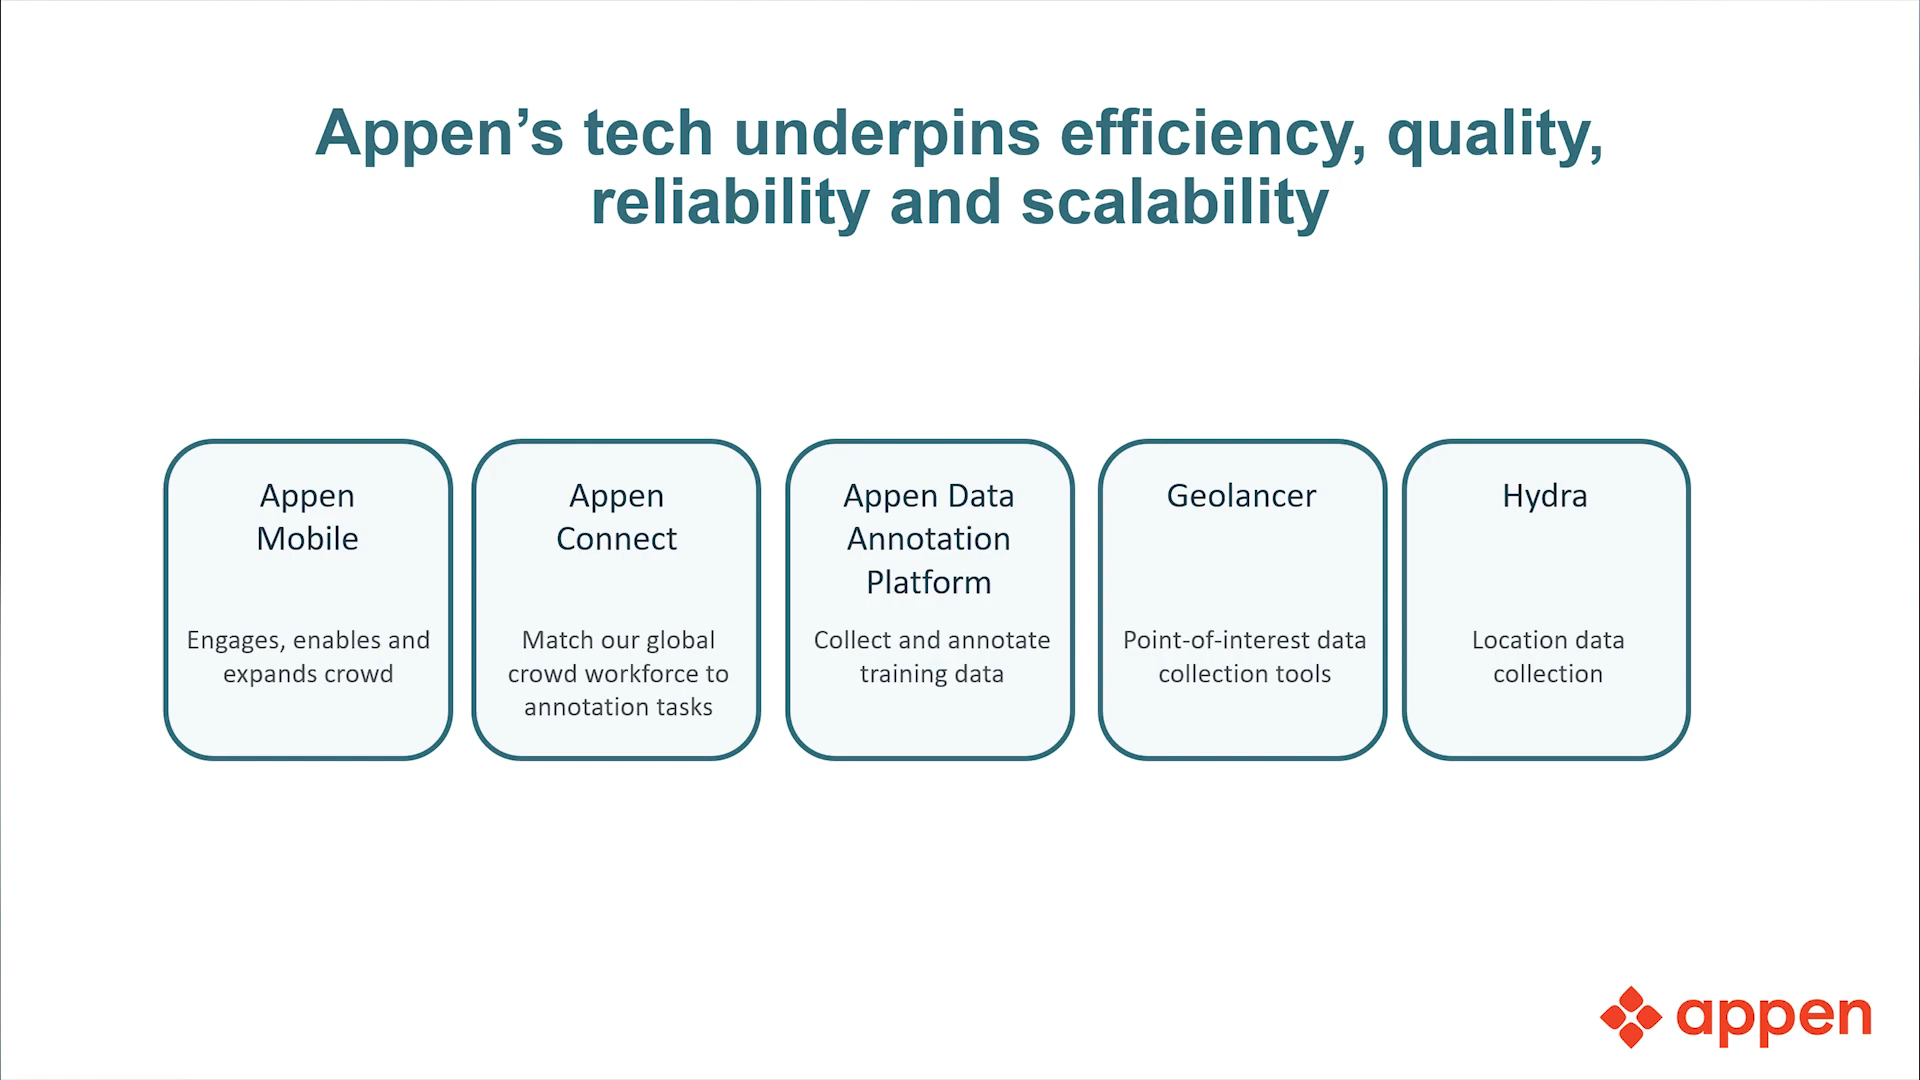 Appen’s tech underpins efficiency, quality,
reliability and scalability
Appen
Mobile
Engages, enables and
expands crowd
Appen
Connect
Match our global
crowd workforce to
annotation tasks
Appen Data
Annotation
Platform
Collect and annotate
training data
Geolancer
Point-of-interest data
collection tools
Hydra
Location data
collection
appen